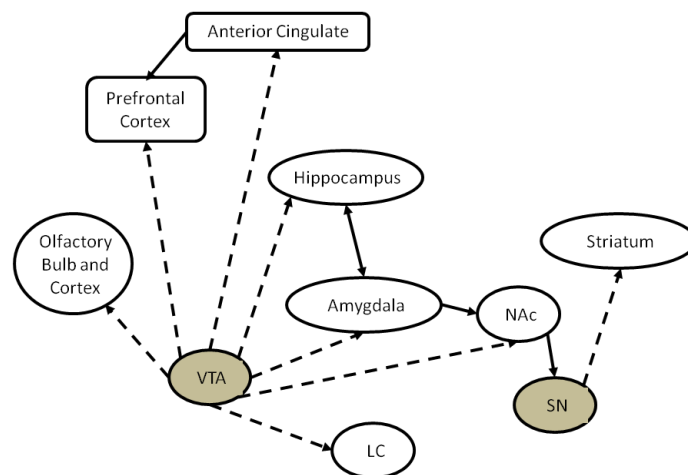 Anterior Cingulate
Prefrontal
Cortex
Hippocampus
Olfactory
Bulb and
Cortex
Striatum
Amygdala
NAc
VTA
SN
LC